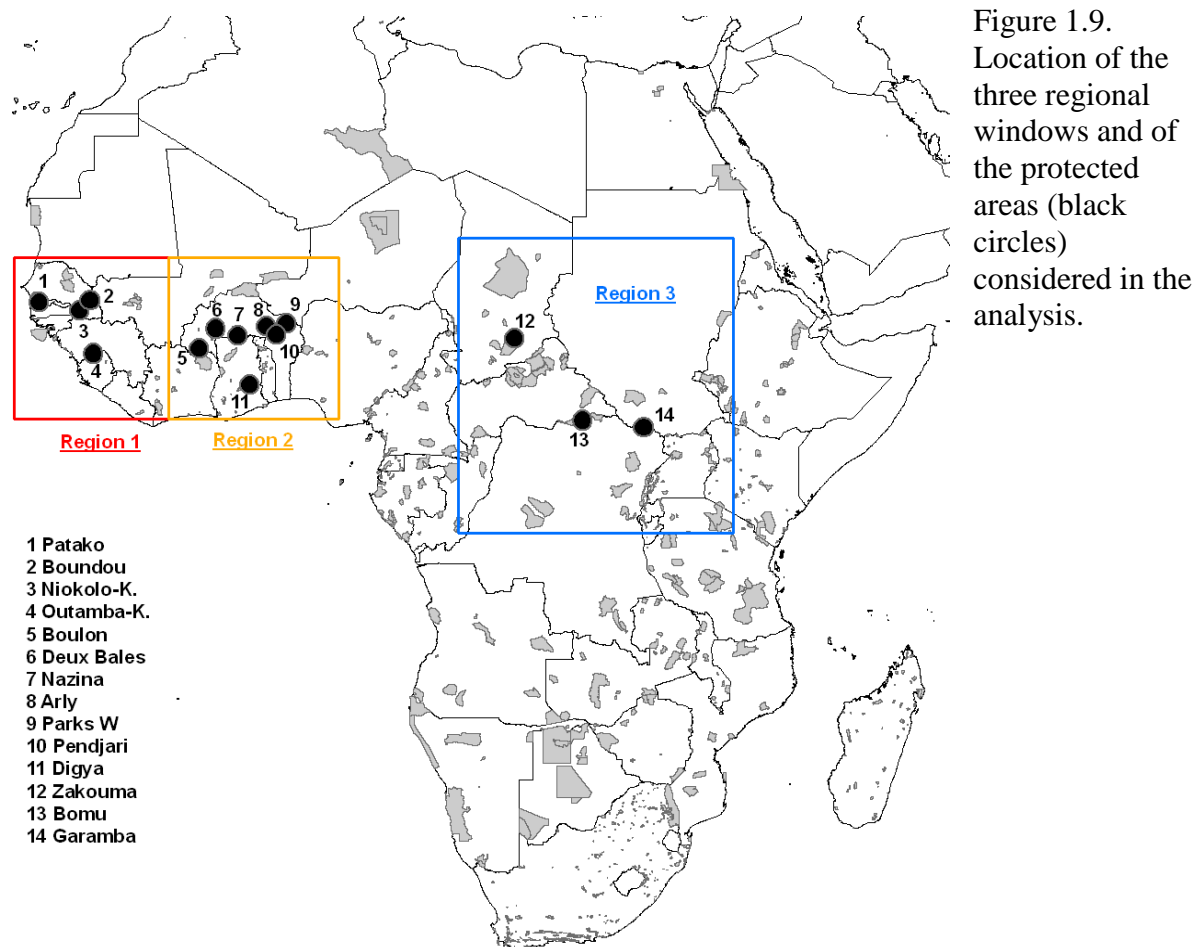 Figure 1.9.
Location of the
three regional
windows and of
the protected
areas (black
circles)
considered in the
analysis.
1
2
3
4
5
6
7
8
9
10
11
12
13
14
Region 1
Region 2
Region 3
1 Patako
2 Boundou
3 Niokolo-K.
4 Outamba-K.
5 Boulon
6 Deux Bales
7 Nazina
8 Arly
9 Parks W
10 Pendjari
11 Digya
12 Zakouma
13 Bomu
14 Garamba